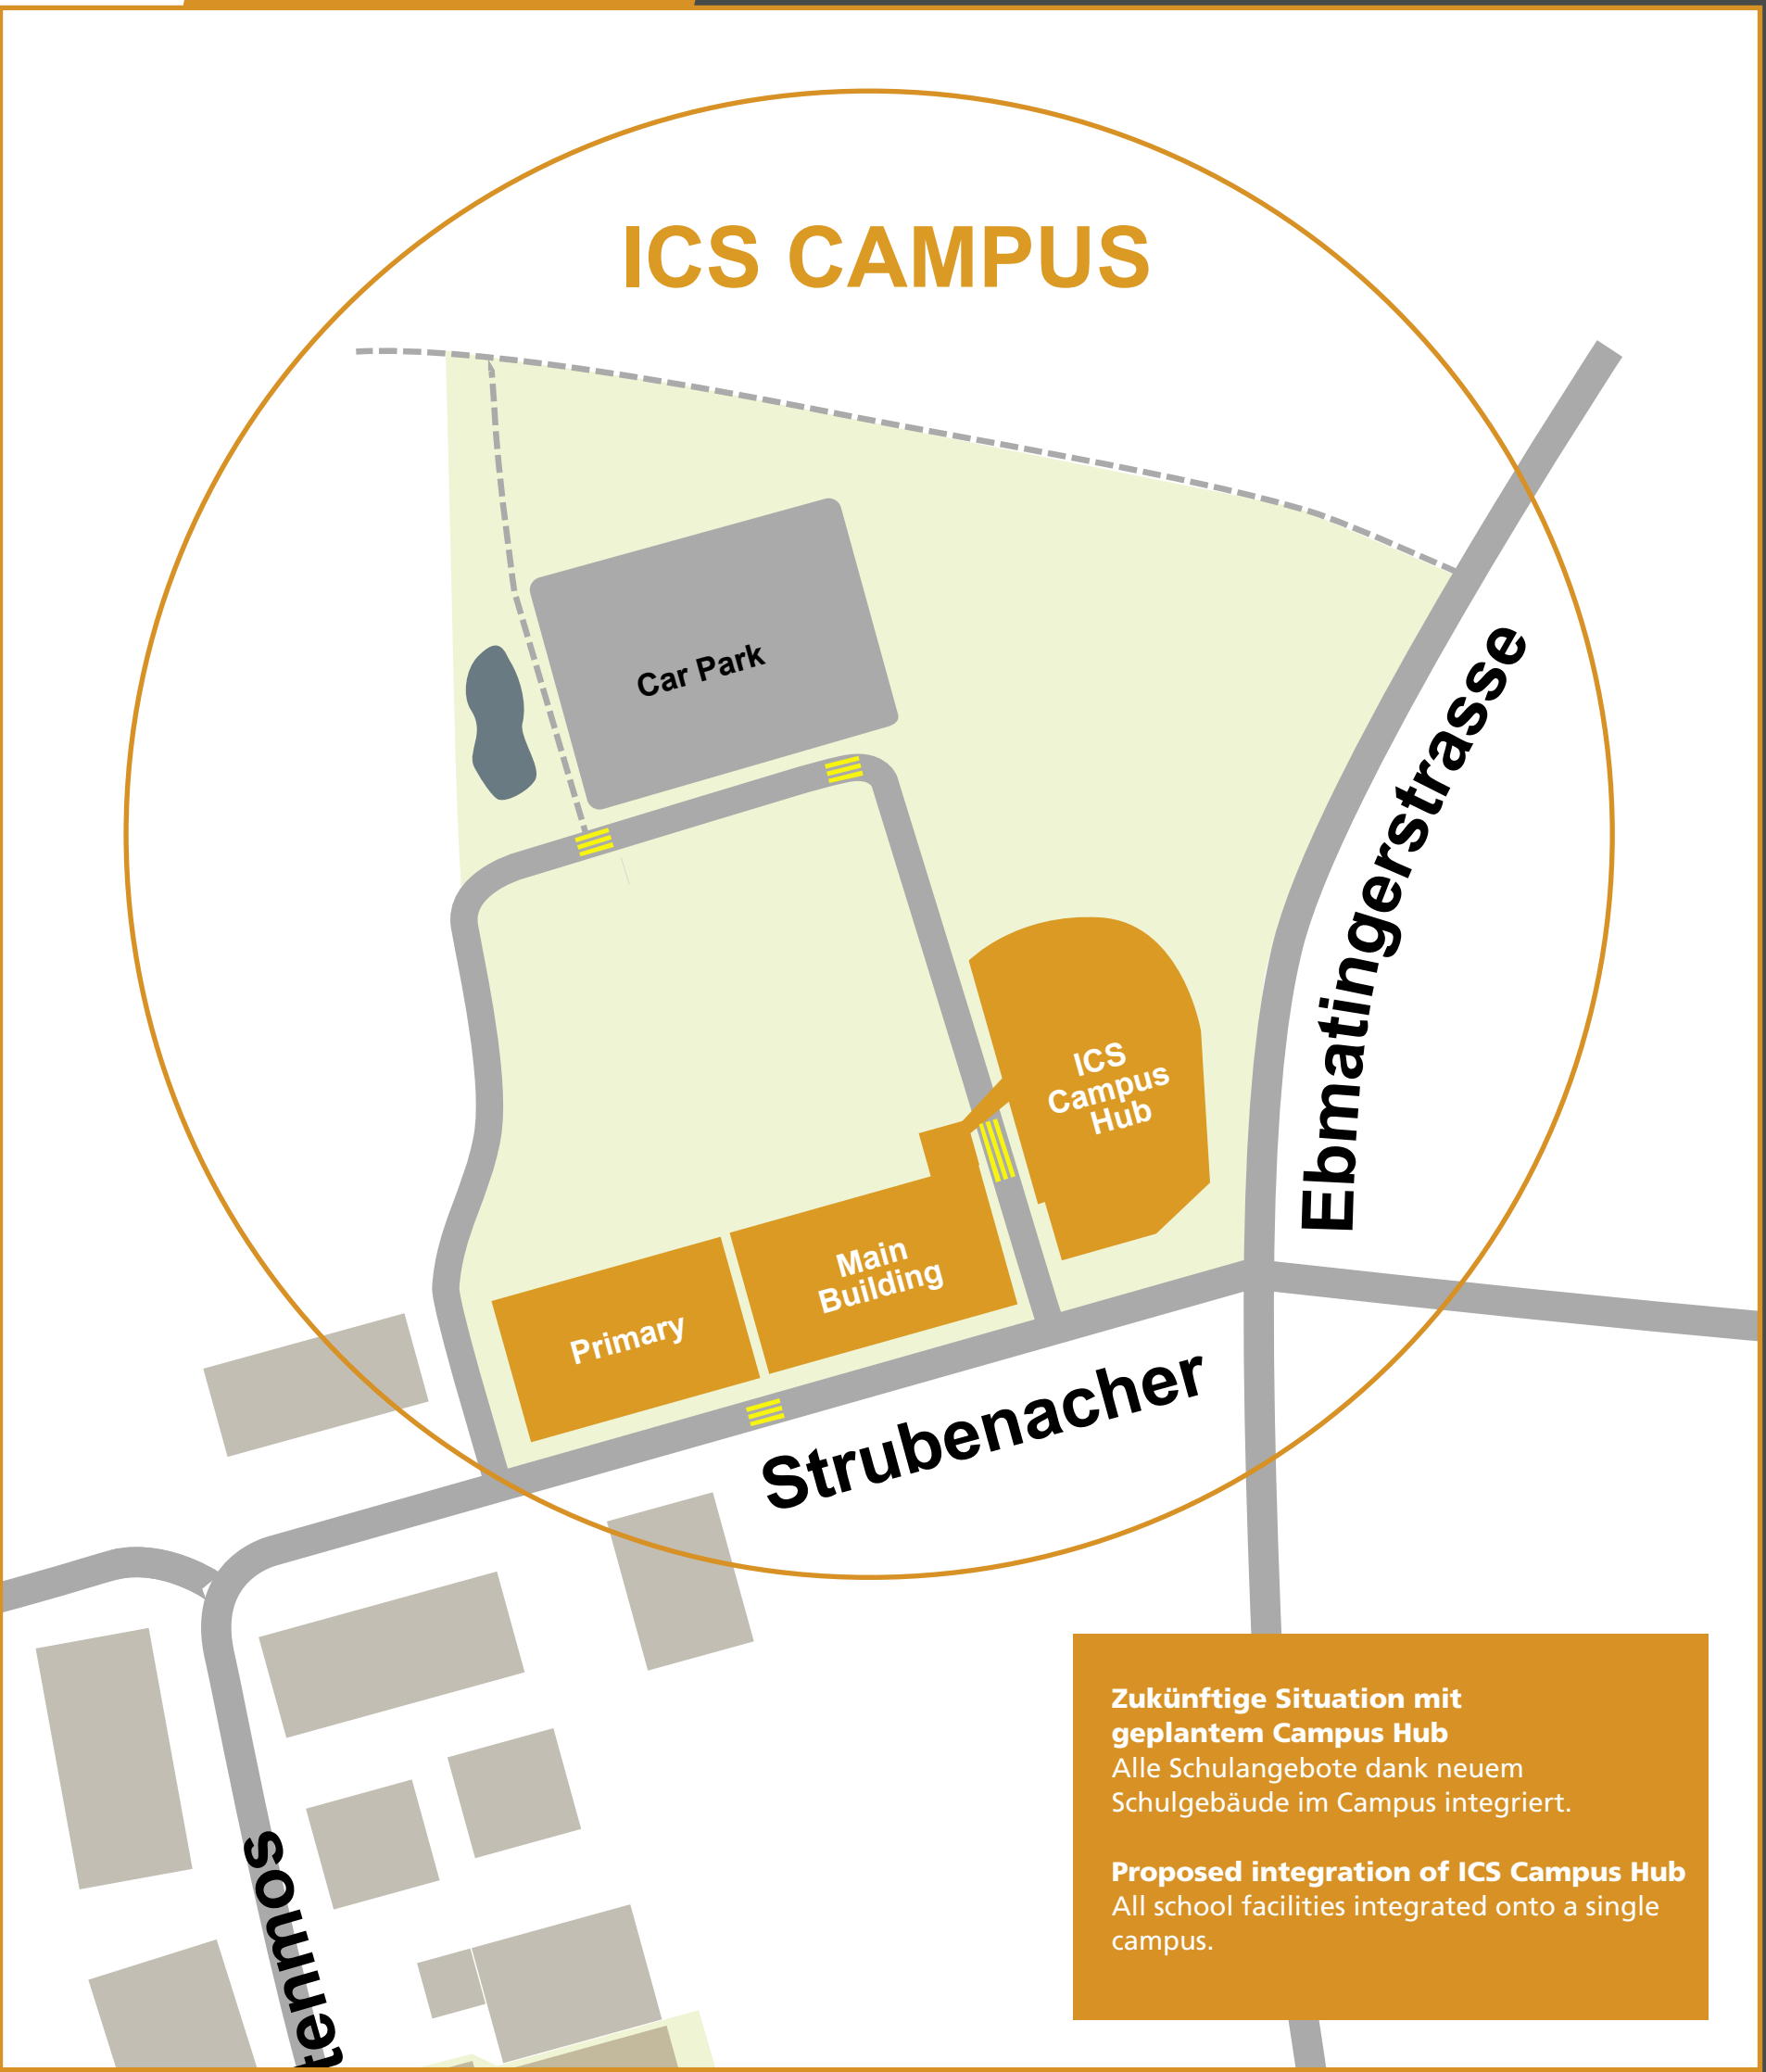 ICS CAMPUS
Car Park
Ebmatingerstrasse
ICS
Campus
Hub
Main
Building
Primary
Strubenacher
Zukünftige Situation mit
geplantem Campus Hub
Alle Schulangebote dank neuem
Schulgebäude im Campus integriert.
Proposed integration of ICS Campus Hub
All school facilities integrated onto a single
campus.